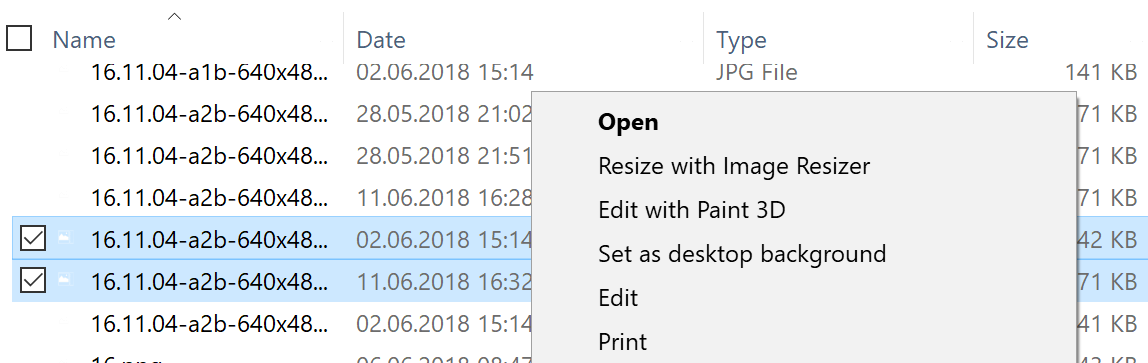 Name Date Type Size
16.11.04-a1b-640x48... 02.06.2018 15:14 JPG File 141 KB
16.11.04-a2b-640x48... 28.05.2018 21:02 71 KB
16.11.04-a2b-640x48... 28.05.2018 21:51 71 KB
16.11.04-a2b-640x48... 11.06.2018 16:28 71 KB
16.11.04-a2b-640x48... 02.06.2018 15:14 42 KB
16.11.04-a2b-640x48... 11.06.2018 16:32 71 KB
16.11.04-a2b-640x48... 02.06.2018 15:14 41 KB
Open
Resize with Image Resizer
Edit with Paint 3D
Set as desktop background
Edit
Print